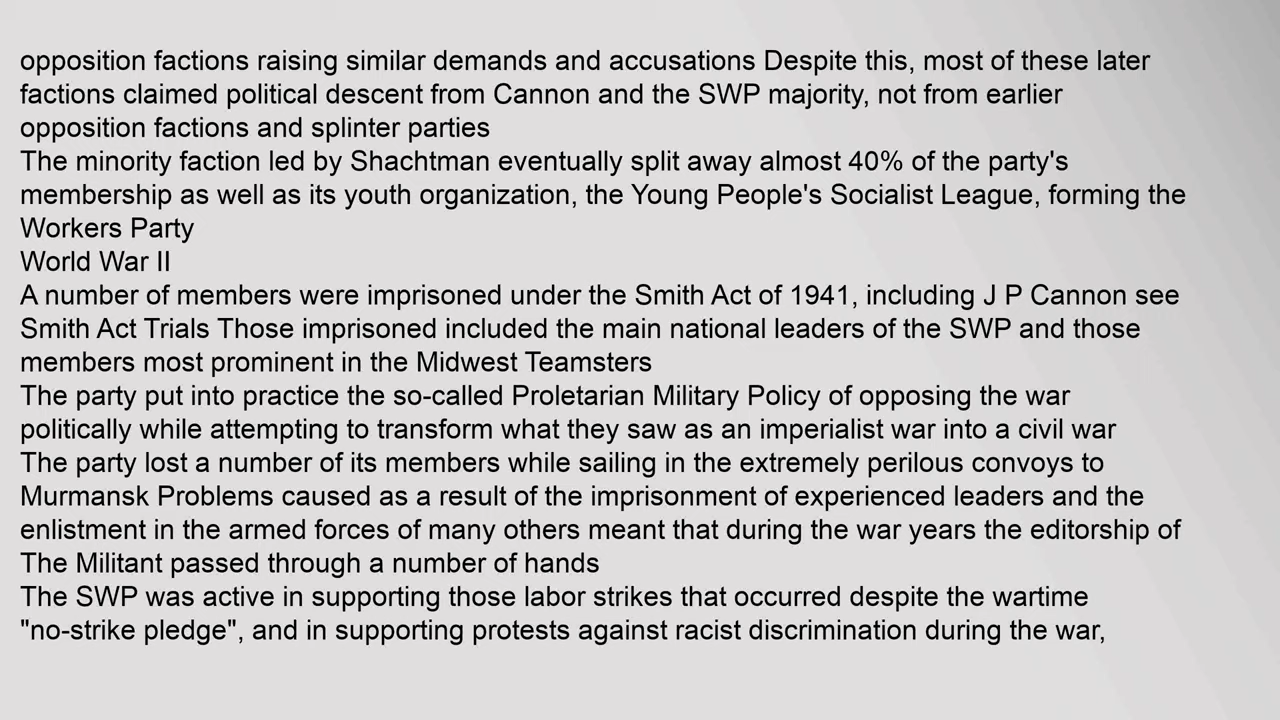 opposition factions raising similar demands and accusations Despite this, most of these later
factions claimed political descent from Cannon and the SWP majority, not from earlier
opposition factions and splinter parties
The minority faction led by Shachtman eventually split away almost 40% of the party's
membership as well as its youth organization, the Young People's Socialist League, forming the
Workers Party
World War II
A number of members were imprisoned under the Smith Act of 1941, including J P Cannon see
Smith Act Trials Those imprisoned included the main national leaders of the SWP and those
members most prominent in the Midwest Teamsters
The party put into practice the so-called Proletarian Military Policy of opposing the war
politically while attempting to transform what they saw as an imperialist war into a civil war
The party lost a number of its members while sailing in the extremely perilous convoys to
Murmansk Problems caused as a result of the imprisonment of experienced leaders and the
enlistment in the armed forces of many others meant that during the war years the editorship of
The Militant passed through a number of hands
The SWP was active in supporting those labor strikes that occurred despite the wartime
"no-strike pledge", and in supporting protests against racist discrimination during the war,